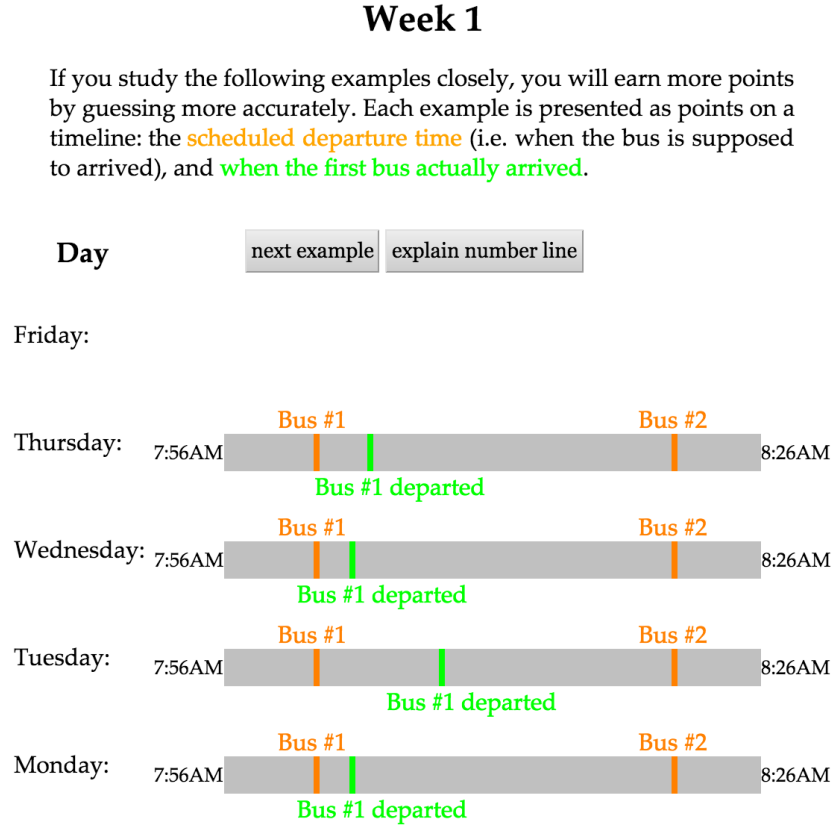 Week 1
If you study the following examples closely, you will earn more points
by guessing more accurately. Each example is presented as points on a
timeline: the scheduled departure time (i.e. when the bus is supposed
to arrived), and when the first bus actually arrived.
Day
next example
explain number line
Friday:
Bus #1 Bus #2
Thursday: 7:56AM 8:26AM
Bus #1 departed
Bus #1 Bus #2
Wednesday: 7:56AM 8:26AM
Bus #1 departed
Bus #1 Bus #2
Tuesday: 7:56AM 8:26AM
Bus #1 departed
Bus #1 Bus #2
Monday: 7:56AM 8:26AM
Bus #1 departed